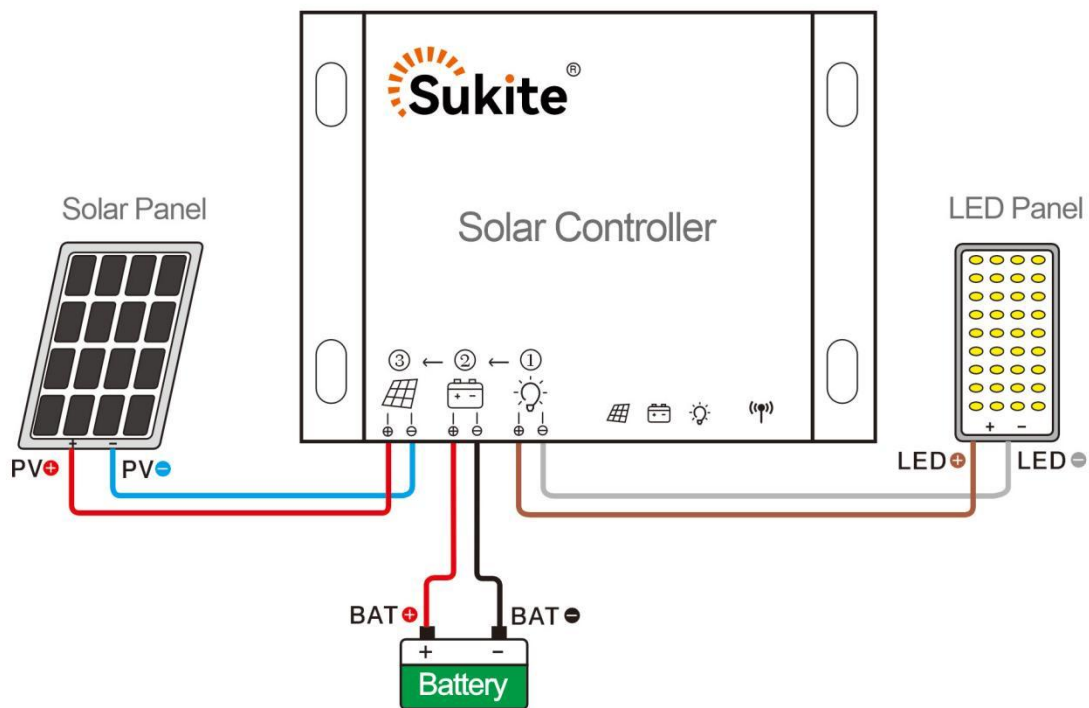 Sukite®
Solar Panel
Solar Controller
LED Panel
③ ← ② ← ①
+ -
⊕ ⊖ ⊕ ⊖ ⊕ ⊖
+ −
PV⊕ PV⊖
+ −
LED⊕ LED⊖
BAT⊕ BAT⊖
+ −
Battery